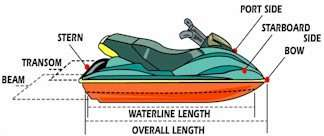 PORT SIDE
STARBOARD
SIDE
BOW
STERN
TRANSOM
BEAM
WATERLINE LENGTH
OVERALL LENGTH